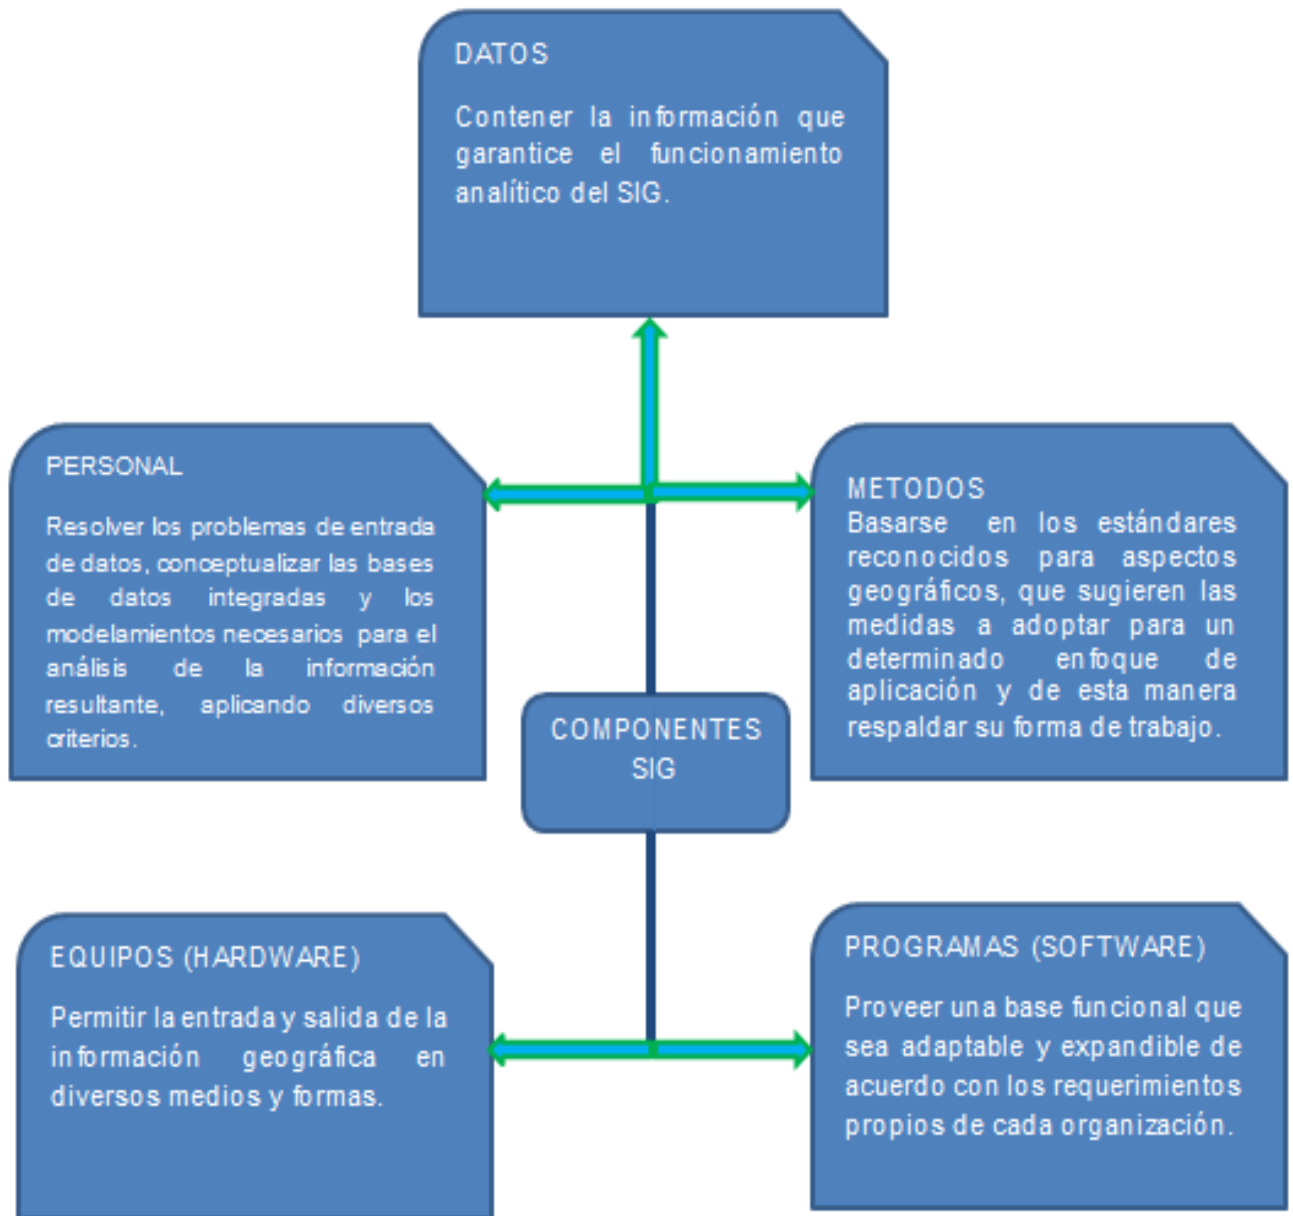 DATOS
Contener la información que
garantice el funcionamiento
analítico del SIG.
PERSONAL
Resolver los problemas de entrada
de datos, conceptualizar las bases
de datos integradas y los
modelamientos necesarios para el
análisis de la información
resultante, aplicando diversos
criterios.
METODOS
Basarse en los estándares
reconocidos para aspectos
geográficos, que sugieren las
medidas a adoptar para un
determinado enfoque de
aplicación y de esta manera
respaldar su forma de trabajo.
COMPONENTES
SIG
EQUIPOS (HARDWARE)
Permitir la entrada y salida de la
información geográfica en
diversos medios y formas.
PROGRAMAS (SOFTWARE)
Proveer una base funcional que
sea adaptable y expandible de
acuerdo con los requerimientos
propios de cada organización.